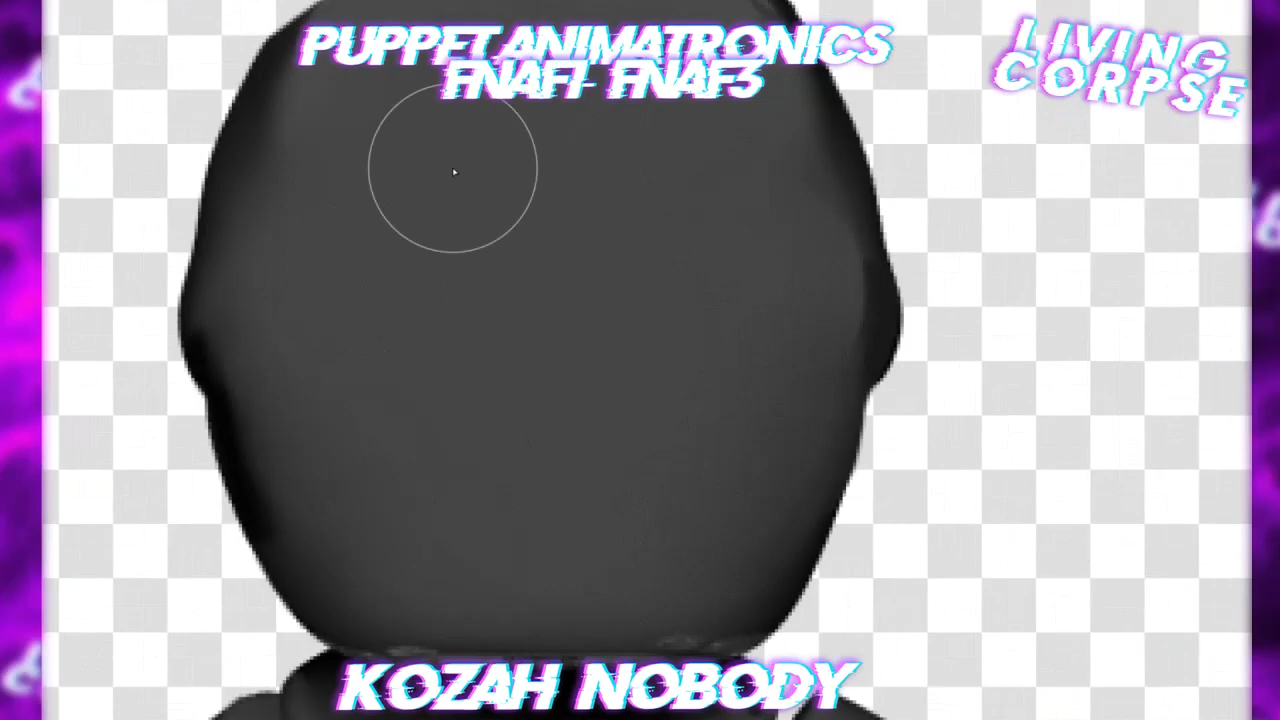 PUPPET ANIMATRONICS
FNAF1- FNAF3
LIVING
CORPSE
KOZAH NOBODY